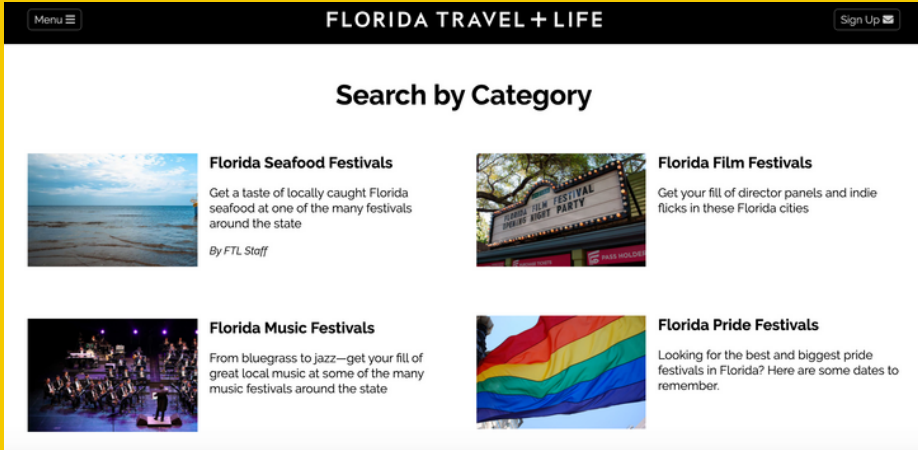 Menu
FLORIDA TRAVEL + LIFE
Sign Up
Search by Category
Florida Seafood Festivals
Get a taste of locally caught Florida
seafood at one of the many festivals
around the state
By FTL Staff
FLORIDA FILM FESTIVAL
OPENING NIGHT PARTY
PASS HOLDER
Florida Film Festivals
Get your fill of director panels and indie
flicks in these Florida cities
Florida Music Festivals
From bluegrass to jazz—get your fill of
great local music at some of the many
music festivals around the state
Florida Pride Festivals
Looking for the best and biggest pride
festivals in Florida? Here are some dates to
remember.